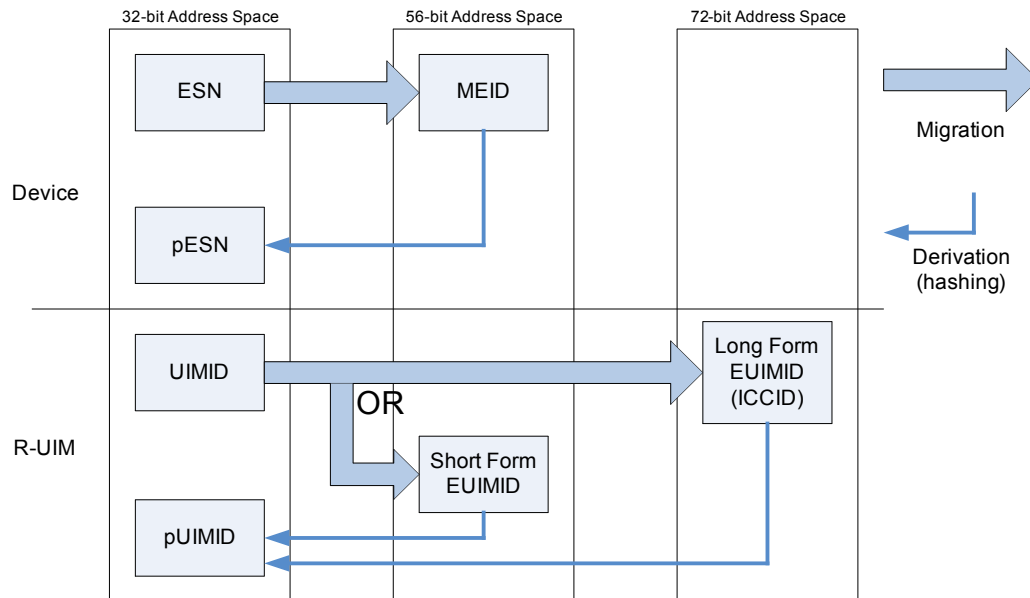 32-bit Address Space
56-bit Address Space
72-bit Address Space
ESN
MEID
Migration
Device
pESN
Derivation
(hashing)
UIMID
Long Form
EUIMID
(ICCID)
OR
R-UIM
Short Form
EUIMID
pUIMID